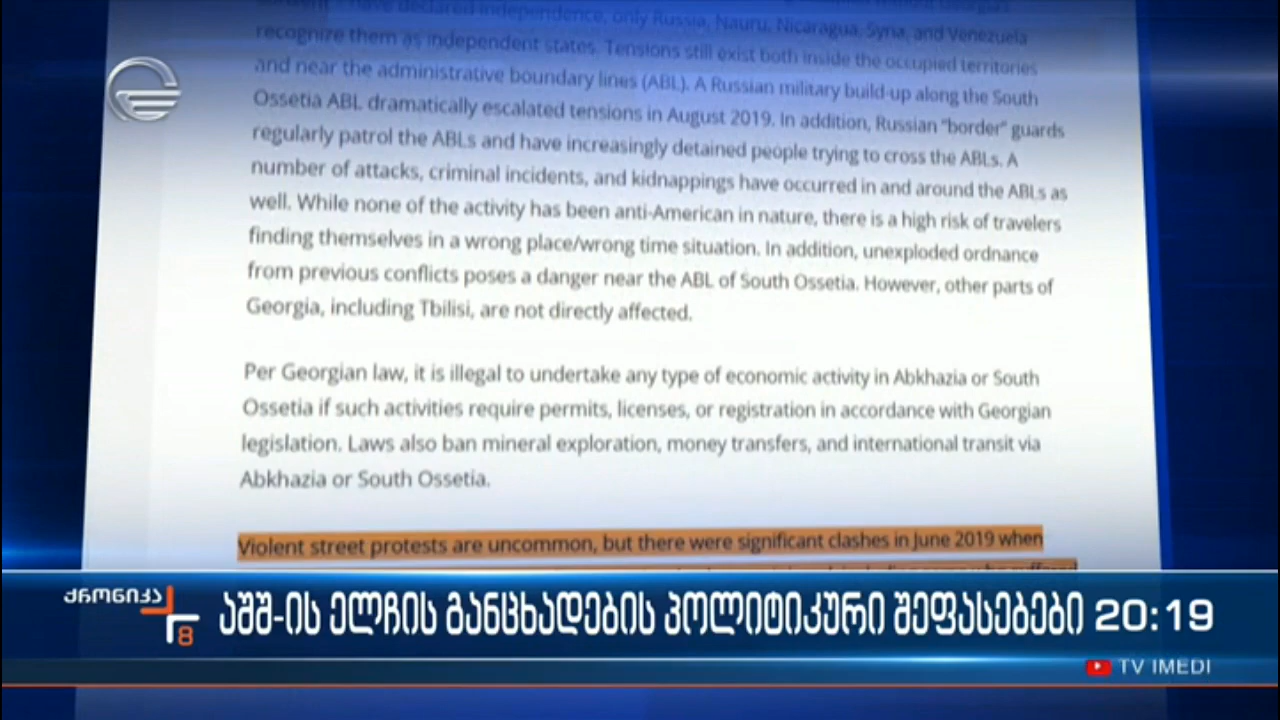 have declared independence, only Russia, Nauru, Nicaragua, Syria, and Venezuela
recognize them as independent states. Tensions still exist both inside the occupied territories
and near the administrative boundary lines (ABL). A Russian military build-up along the South
Ossetia ABL dramatically escalated tensions in August 2019. In addition, Russian “border” guards
regularly patrol the ABLs and have increasingly detained people trying to cross the ABLs. A
number of attacks, criminal incidents, and kidnappings have occurred in and around the ABLs as
well. While none of the activity has been anti-American in nature, there is a high risk of travelers
finding themselves in a wrong place/wrong time situation. In addition, unexploded ordnance
from previous conflicts poses a danger near the ABL of South Ossetia. However, other parts of
Georgia, including Tbilisi, are not directly affected.
Per Georgian law, it is illegal to undertake any type of economic activity in Abkhazia or South
Ossetia if such activities require permits, licenses, or registration in accordance with Georgian
legislation. Laws also ban mineral exploration, money transfers, and international transit via
Abkhazia or South Ossetia.
Violent street protests are uncommon, but there were significant clashes in June 2019 when
ქრონიკა 8
აშშ-ის ელჩის განცხადების პოლიტიკური შეფასებები 20:19
TV IMEDI